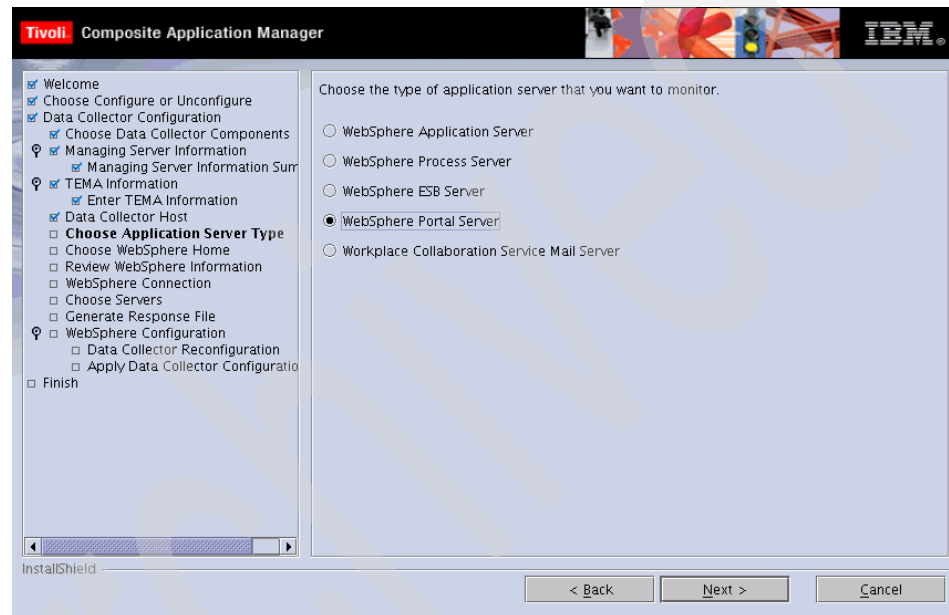 Tivoli. Composite Application Manager
IBM®
Welcome
Choose Configure or Unconfigure
Data Collector Configuration
Choose Data Collector Components
Managing Server Information
Managing Server Information Sum
TEMA Information
Enter TEMA Information
Data Collector Host
Choose Application Server Type
Choose WebSphere Home
Review WebSphere Information
WebSphere Connection
Choose Servers
Generate Response File
WebSphere Configuration
Data Collector Reconfiguration
Apply Data Collector Configuratio
Finish
Choose the type of application server that you want to monitor.
WebSphere Application Server
WebSphere Process Server
WebSphere ESB Server
WebSphere Portal Server
Workplace Collaboration Service Mail Server
InstallShield
< Back
Next >
Cancel